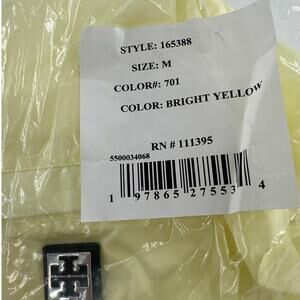 STYLE: 165388
SIZE: M
COLOR#: 701
COLOR: BRIGHT YELLOW
RN # 111395
5500034068
1 97865 27553 4